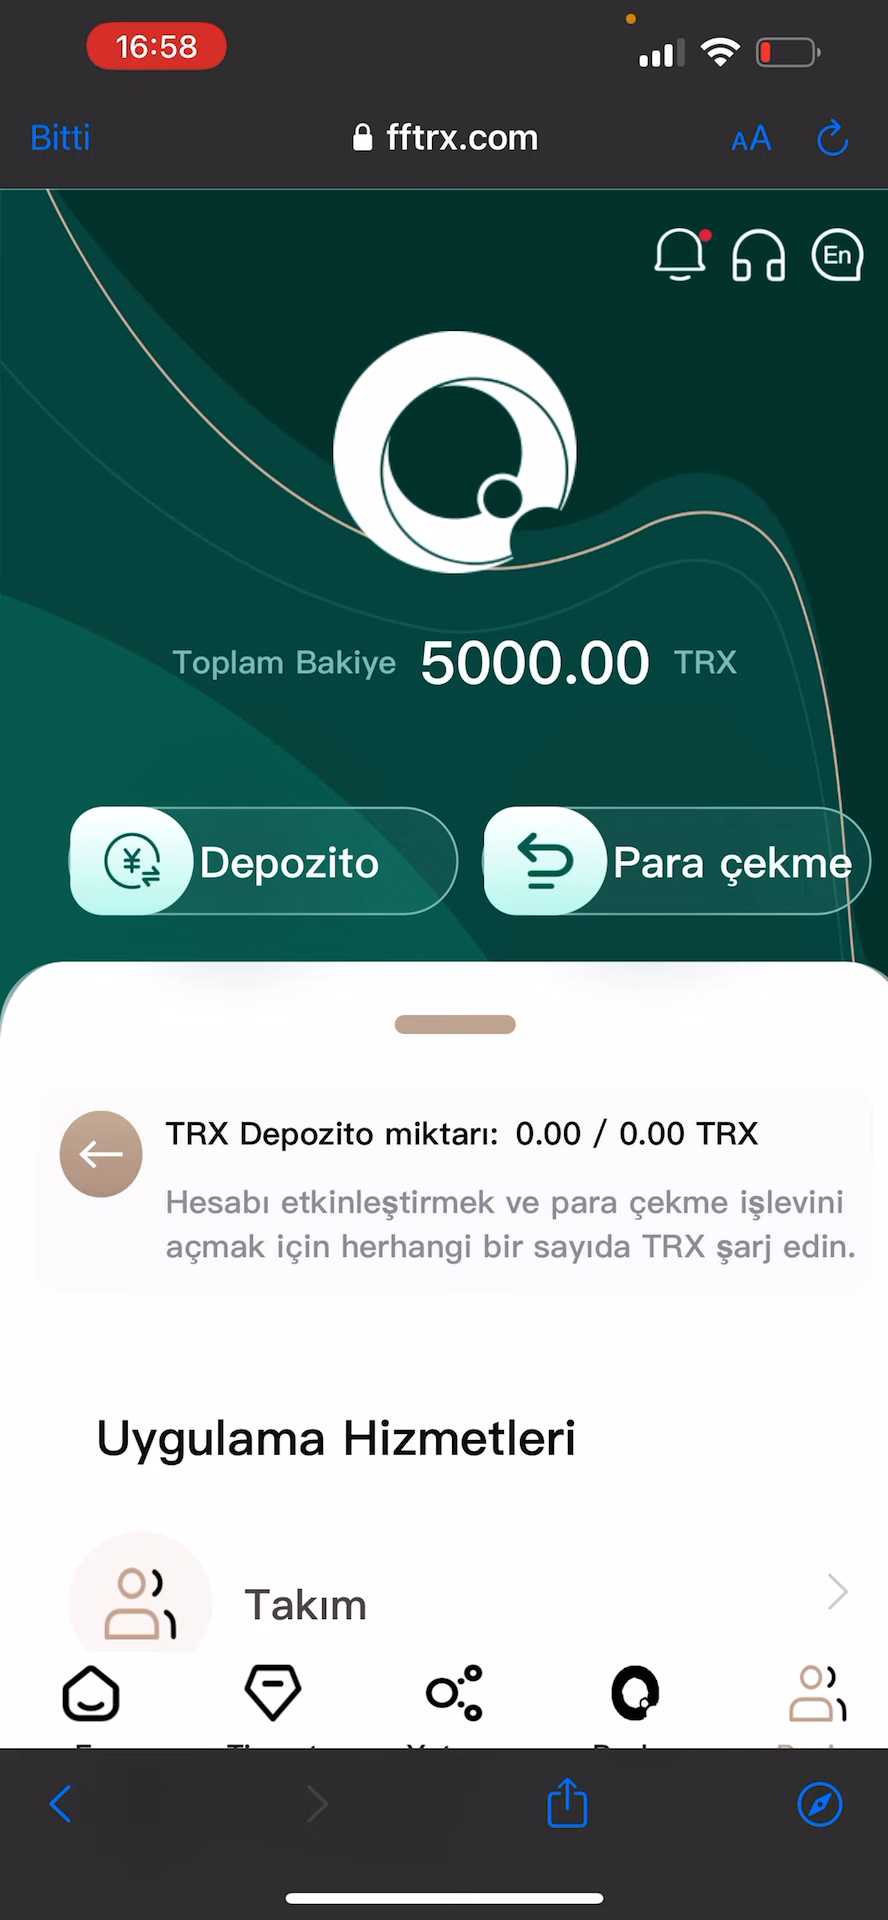 16:58
Bitti
fftrx.com
AA
En
Toplam Bakiye 5000.00 TRX
¥
Depozito
Para çekme
TRX Depozito miktarı: 0.00 / 0.00 TRX
Hesabı etkinleştirmek ve para çekme işlevini
açmak için herhangi bir sayıda TRX şarj edin.
Uygulama Hizmetleri
Takım